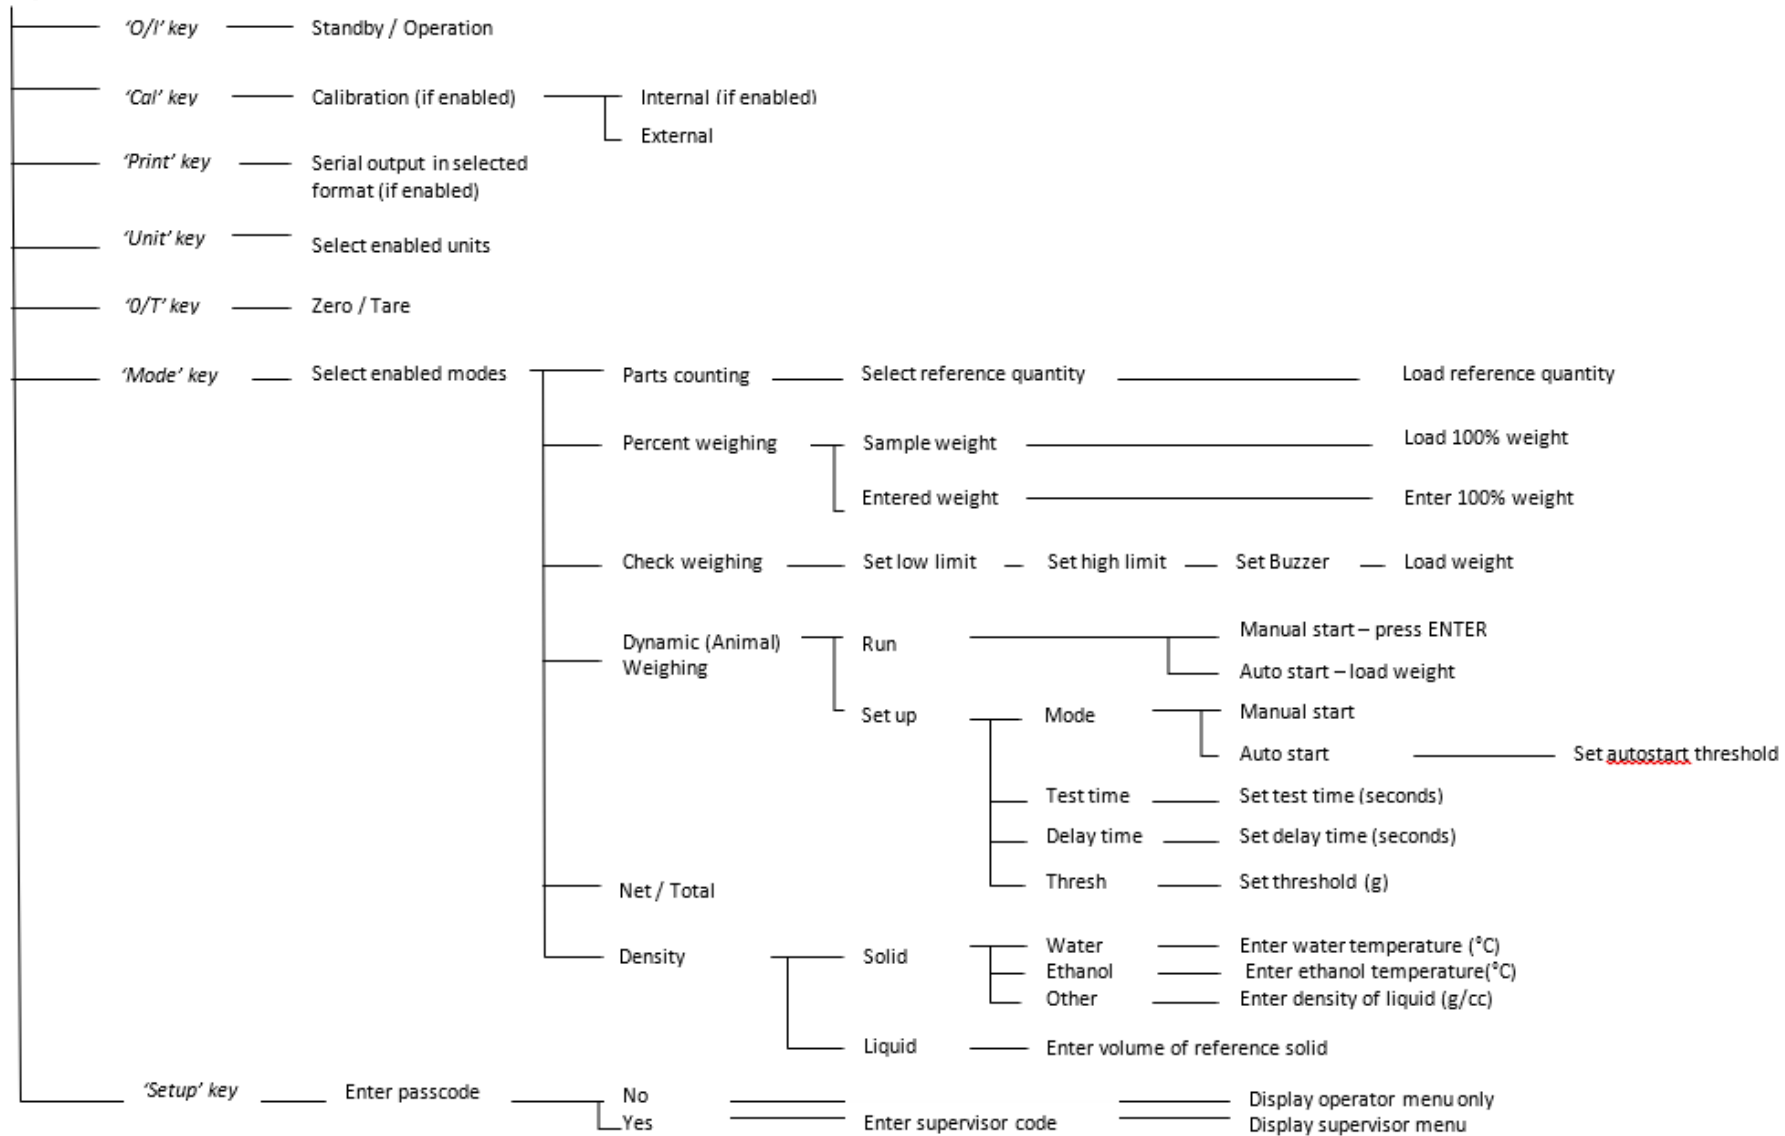 ‘O/I’ key Standby / Operation
‘Cal’ key Calibration (if enabled) Internal (if enabled)
External
‘Print’ key Serial output in selected
format (if enabled)
‘Unit’ key Select enabled units
‘0/T’ key Zero / Tare
‘Mode’ key Select enabled modes Parts counting Select reference quantity Load reference quantity
Percent weighing Sample weight Load 100% weight
Entered weight Enter 100% weight
Check weighing Set low limit Set high limit Set Buzzer Load weight
Dynamic (Animal)
Weighing
Run Manual start – press ENTER
Auto start – load weight
Set up Mode Manual start
Auto start Set autostart threshold
Test time Set test time (seconds)
Delay time Set delay time (seconds)
Thresh Set threshold (g)
Net / Total
Density Solid Water Enter water temperature (°C)
Ethanol Enter ethanol temperature(°C)
Other Enter density of liquid (g/cc)
Liquid Enter volume of reference solid
‘Setup’ key Enter passcode No Display operator menu only
Yes Enter supervisor code Display supervisor menu